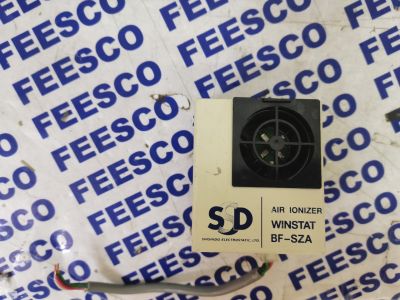 FEESCO FEESCO
FEESCO FEESCO FEESCO
FEESCO FEESCO FEESCO
FEESCO
FEESCO FEESCO
FEESCO
SSD
SHISHIDO ELECTROSTATIC, LTD.
AIR IONIZER
WINSTAT
BF-SZA